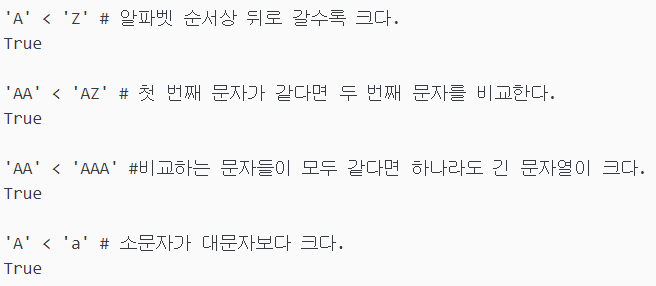 'A' < 'Z' # 알파벳 순서상 뒤로 갈수록 크다.
True
'AA' < 'AZ' # 첫 번째 문자가 같다면 두 번째 문자를 비교한다.
True
'AA' < 'AAA' #비교하는 문자들이 모두 같다면 하나라도 긴 문자열이 크다.
True
'A' < 'a' # 소문자가 대문자보다 크다.
True